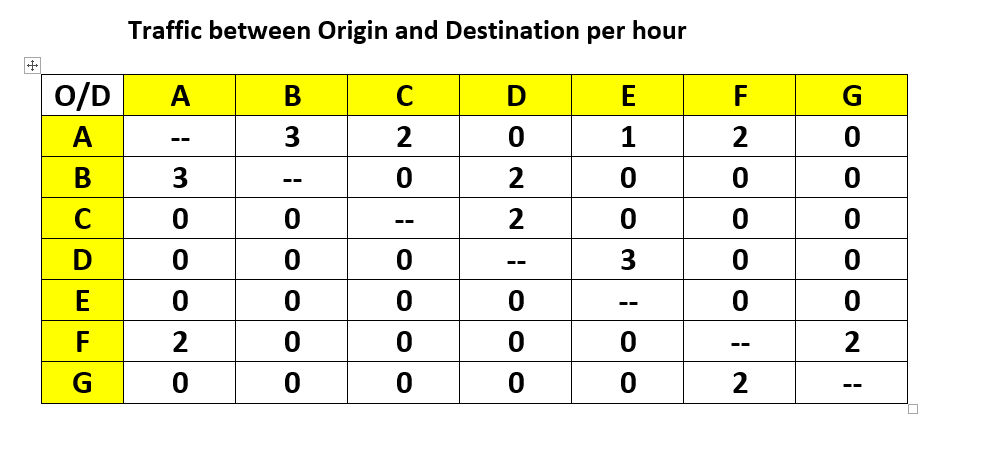 Traffic between Origin and Destination per hour
O/D A B C D E F G
A -- 3 2 0 1 2 0
B 3 -- 0 2 0 0 0
C 0 0 -- 2 0 0 0
D 0 0 0 -- 3 0 0
E 0 0 0 0 -- 0 0
F 2 0 0 0 0 -- 2
G 0 0 0 0 0 2 --